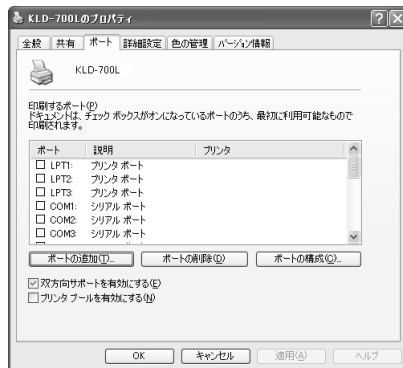 KLD-700Lのプロパティ
全般 共有 ポート 詳細設定 色の管理 バージョン情報
KLD-700L
印刷するポート(P)
ドキュメントは、チェック ボックスがオンになっているポートのうち、最初に利用可能なもので
印刷されます。
ポート 説明 プリンタ
LPT1: プリンタ ポート
LPT2: プリンタ ポート
LPT3: プリンタ ポート
COM1: シリアル ポート
COM2: シリアル ポート
COM3: シリアル ポート
ポートの追加(T)... ポートの削除(D) ポートの構成(C)...
双方向サポートを有効にする(E)
プリンタ プールを有効にする(N)
OK キャンセル 適用(A) ヘルプ